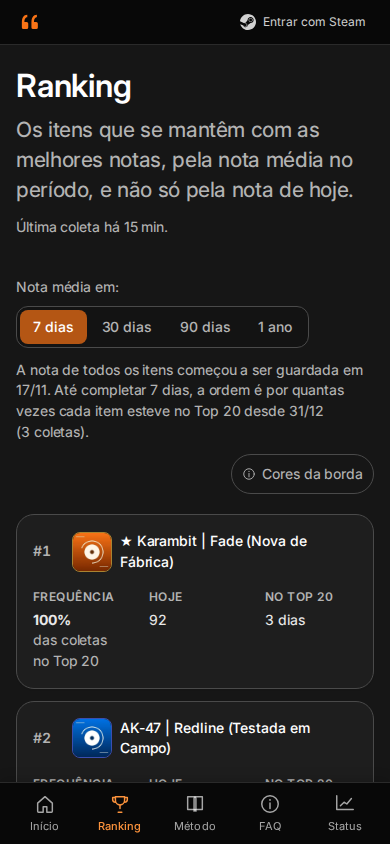 Entrar com Steam
Ranking
Os itens que se mantêm com as
melhores notas, pela nota média no
período, e não só pela nota de hoje.
Última coleta há 15 min.
Nota média em:
7 dias 30 dias 90 dias 1 ano
A nota de todos os itens começou a ser guardada em
17/11. Até completar 7 dias, a ordem é por quantas
vezes cada item esteve no Top 20 desde 31/12
(3 coletas).
Cores da borda
#1
★ Karambit | Fade (Nova de
Fábrica)
FREQUÊNCIA HOJE NO TOP 20
100% 92 3 dias
das coletas
no Top 20
#2
AK-47 | Redline (Testada em
Campo)
FREQUÊNCIA HOJE NO TOP 20
Início Ranking Método FAQ Status